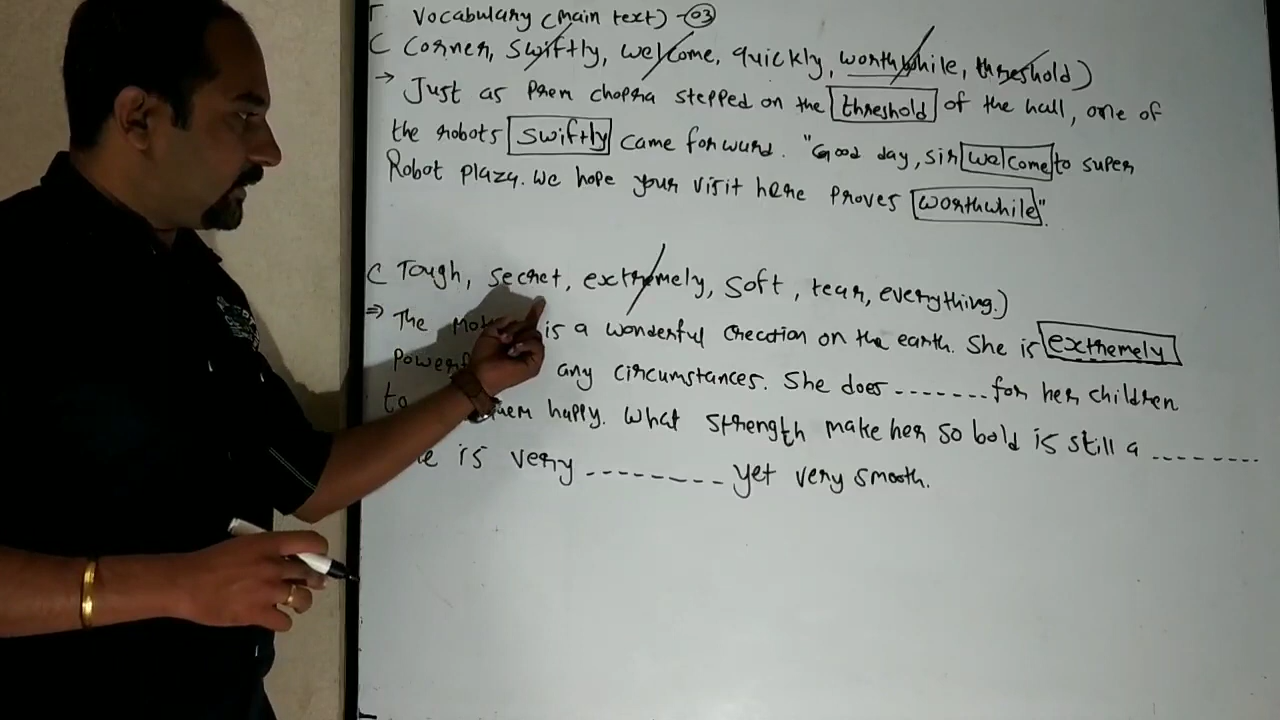 Vocabulary (main text) - 03
( Corner, swiftly, welcome, quickly, worthwhile, threshold )
→ Just as Prem chopra stepped on the threshold of the hall, one of
the robots swiftly came forward. "Good day, sir welcome to super
Robot plaza. We hope your visit here proves worthwhile".
( Tough, secret, extremely, soft, tear, everything. )
⇒ The is a wonderful creation on the earth. She is extremely
any circumstances. She does ------- for her children
to happy. What strength make her so bold is still a --------
is very -------- yet very smooth.